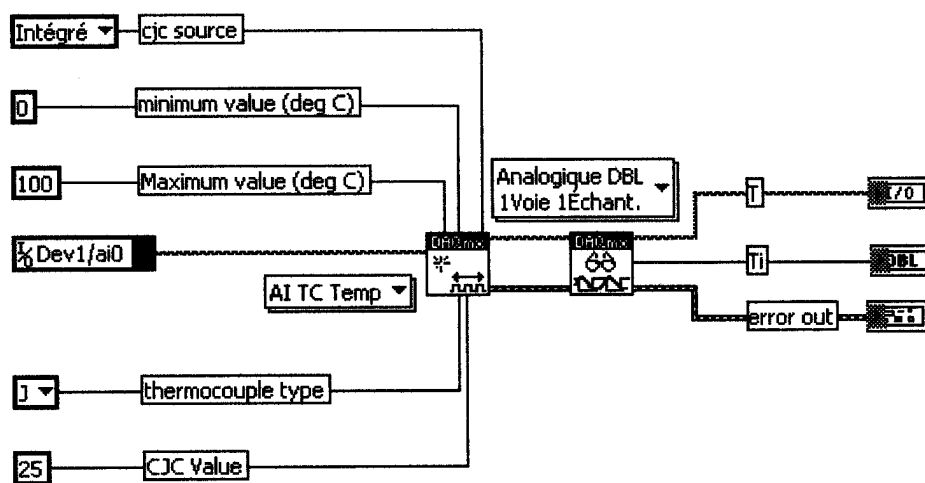 Intégré cjc source
0 minimum value (deg C)
100 Maximum value (deg C)
Analogique DBL
1Voie 1Échant.
T I/O
Dev1/ai0
DAQmx DAQmx
Ti DBL
AI TC Temp
error out
J thermocouple type
25 CJC Value